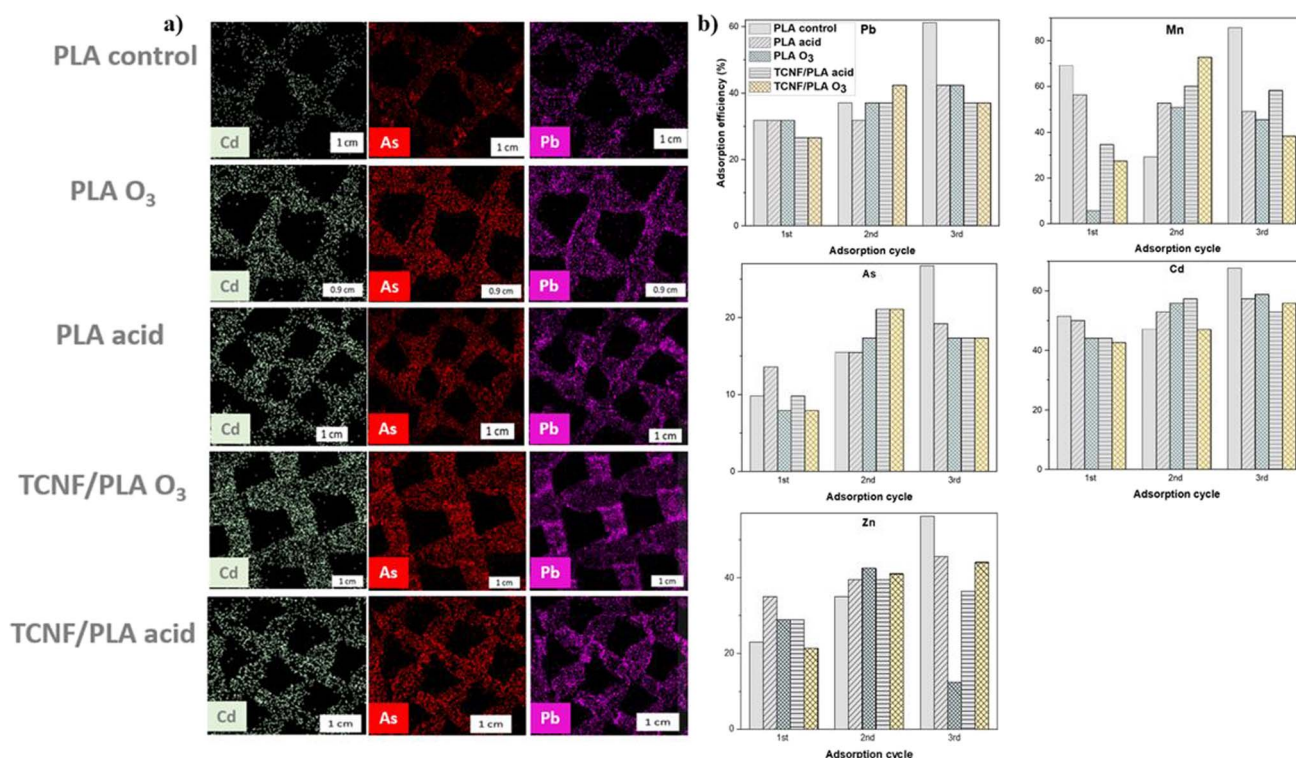 a)
PLA control
Cd
1 cm
As
1 cm
Pb
1 cm
PLA O3
Cd
0.9 cm
As
0.9 cm
Pb
0.9 cm
PLA acid
Cd
1 cm
As
1 cm
Pb
1 cm
TCNF/PLA O3
Cd
1 cm
As
1 cm
Pb
1 cm
TCNF/PLA acid
Cd
1 cm
As
1 cm
Pb
1 cm
b)
Pb
PLA control
PLA acid
PLA O3
TCNF/PLA acid
TCNF/PLA O3
Adsorption efficiency (%)
60
40
20
0
1st 2nd 3rd
Adsorption cycle
Mn
80
60
40
20
0
1st 2nd 3rd
Adsorption cycle
As
20
10
0
1st 2nd 3rd
Adsorption cycle
Cd
60
40
20
0
1st 2nd 3rd
Adsorption cycle
Zn
40
20
0
1st 2nd 3rd
Adsorption cycle